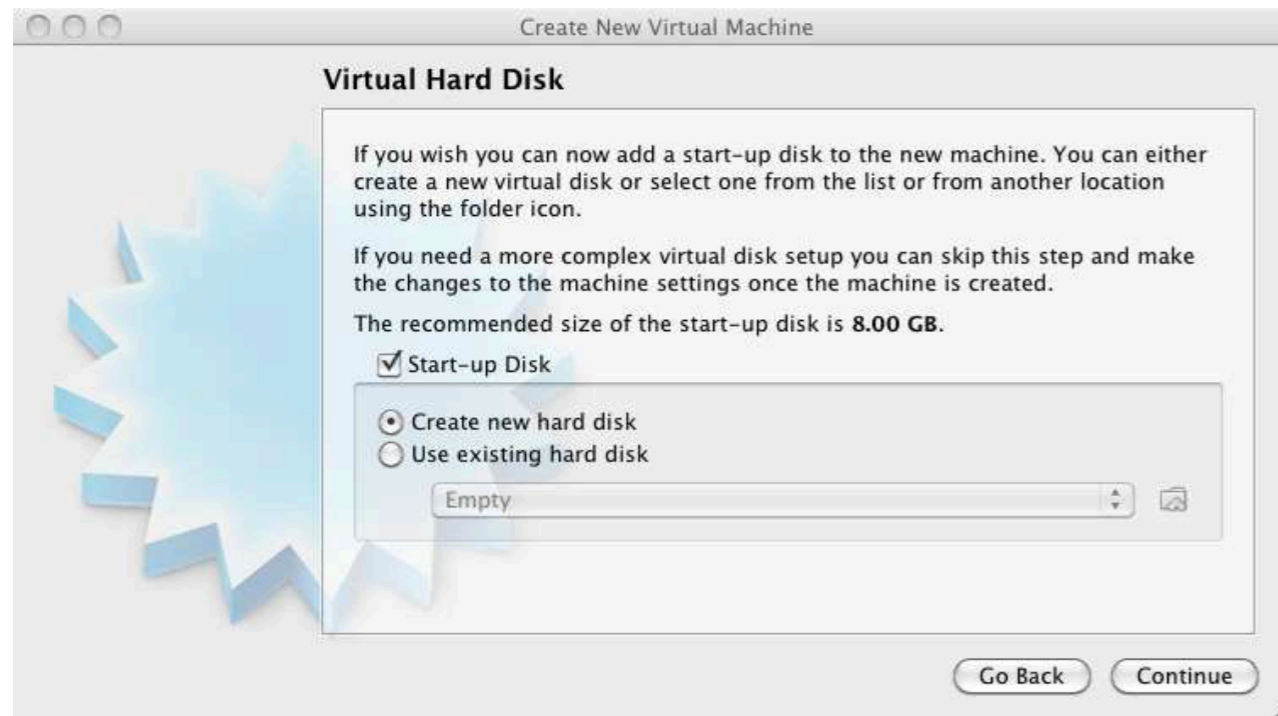 Create New Virtual Machine
Virtual Hard Disk
If you wish you can now add a start-up disk to the new machine. You can either
create a new virtual disk or select one from the list or from another location
using the folder icon.
If you need a more complex virtual disk setup you can skip this step and make
the changes to the machine settings once the machine is created.
The recommended size of the start-up disk is 8.00 GB.
Start-up Disk
Create new hard disk
Use existing hard disk
Empty
Go Back
Continue